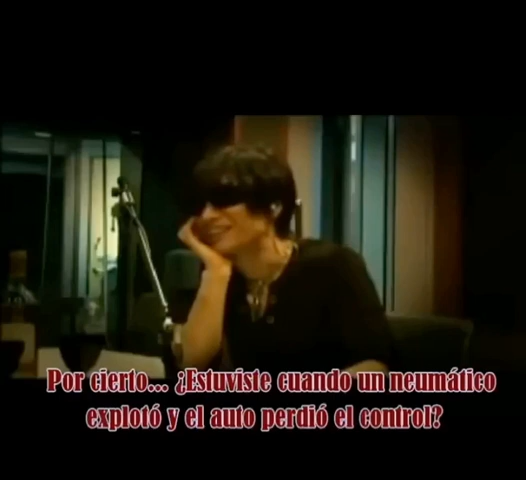 Por cierto... ¿Estuviste cuando un neumático
explotó y el auto perdió el control?